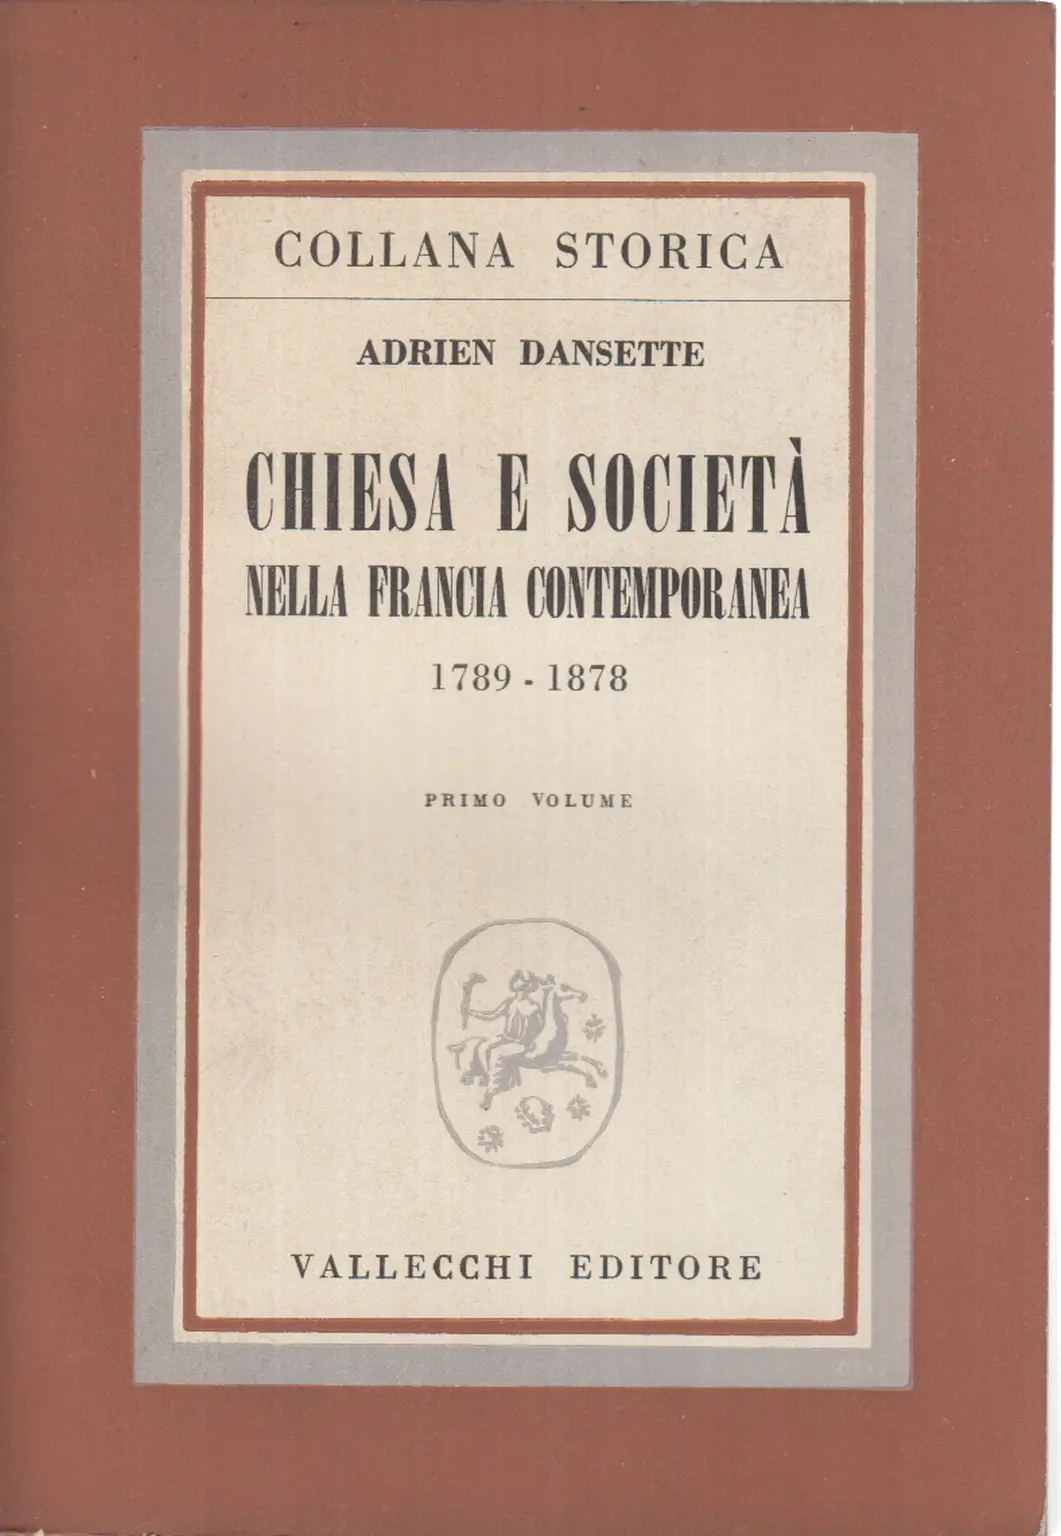 COLLANA STORICA
ADRIEN DANSETTE
CHIESA E SOCIETÀ
NELLA FRANCIA CONTEMPORANEA
1789 - 1878
PRIMO VOLUME
VALLECCHI EDITORE